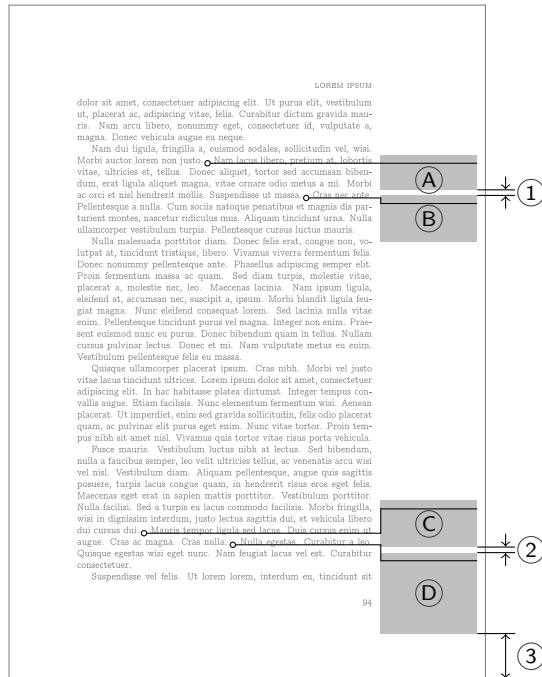 LOREM IPSUM
dolor sit amet, consectetuer adipiscing elit. Ut purus elit, vestibulum
ut, placerat ac, adipiscing vitae, felis. Curabitur dictum gravida mau-
ris. Nam arcu libero, nonummy eget, consectetuer id, vulputate a,
magna. Donec vehicula augue eu neque.
Nam dui ligula, fringilla a, euismod sodales, sollicitudin vel, wisi.
Morbi auctor lorem non justo. Nam lacus libero, pretium at, lobortis
vitae, ultricies et, tellus. Donec aliquet, tortor sed accumsan biben-
dum, erat ligula aliquet magna, vitae ornare odio metus a mi. Morbi
ac orci et nisl hendrerit mollis. Suspendisse ut massa. Cras nec ante.
Pellentesque a nulla. Cum sociis natoque penatibus et magnis dis par-
turient montes, nascetur ridiculus mus. Aliquam tincidunt urna. Nulla
ullamcorper vestibulum turpis. Pellentesque cursus luctus mauris.
Nulla malesuada porttitor diam. Donec felis erat, congue non, vo-
lutpat at, tincidunt tristique, libero. Vivamus viverra fermentum felis.
Donec nonummy pellentesque ante. Phasellus adipiscing semper elit.
Proin fermentum massa ac quam. Sed diam turpis, molestie vitae,
placerat a, molestie nec, leo. Maecenas lacinia. Nam ipsum ligula,
eleifend at, accumsan nec, suscipit a, ipsum. Morbi blandit ligula feu-
giat magna. Nunc eleifend consequat lorem. Sed lacinia nulla vitae
enim. Pellentesque tincidunt purus vel magna. Integer non enim. Prae-
sent euismod nunc eu purus. Donec bibendum quam in tellus. Nullam
cursus pulvinar lectus. Donec et mi. Nam vulputate metus eu enim.
Vestibulum pellentesque felis eu massa.
Quisque ullamcorper placerat ipsum. Cras nibh. Morbi vel justo
vitae lacus tincidunt ultrices. Lorem ipsum dolor sit amet, consectetuer
adipiscing elit. In hac habitasse platea dictumst. Integer tempus con-
vallis augue. Etiam facilisis. Nunc elementum fermentum wisi. Aenean
placerat. Ut imperdiet, enim sed gravida sollicitudin, felis odio placerat
quam, ac pulvinar elit purus eget enim. Nunc vitae tortor. Proin tem-
pus nibh sit amet nisl. Vivamus quis tortor vitae risus porta vehicula.
Fusce mauris. Vestibulum luctus nibh at lectus. Sed bibendum,
nulla a faucibus semper, leo velit ultricies tellus, ac venenatis arcu wisi
vel nisl. Vestibulum diam. Aliquam pellentesque, augue quis sagittis
posuere, turpis lacus congue quam, in hendrerit risus eros eget felis.
Maecenas eget erat in sapien mattis porttitor. Vestibulum porttitor.
Nulla facilisi. Sed a turpis eu lacus commodo facilisis. Morbi fringilla,
wisi in dignissim interdum, justo lectus sagittis dui, et vehicula libero
dui cursus dui. Mauris tempor ligula sed lacus. Duis cursus enim ut
augue. Cras ac magna. Cras nulla. Nulla egestas. Curabitur a leo.
Quisque egestas wisi eget nunc. Nam feugiat lacus vel est. Curabitur
consectetuer.
Suspendisse vel felis. Ut lorem lorem, interdum eu, tincidunt sit
94
A
1
B
C
2
D
3